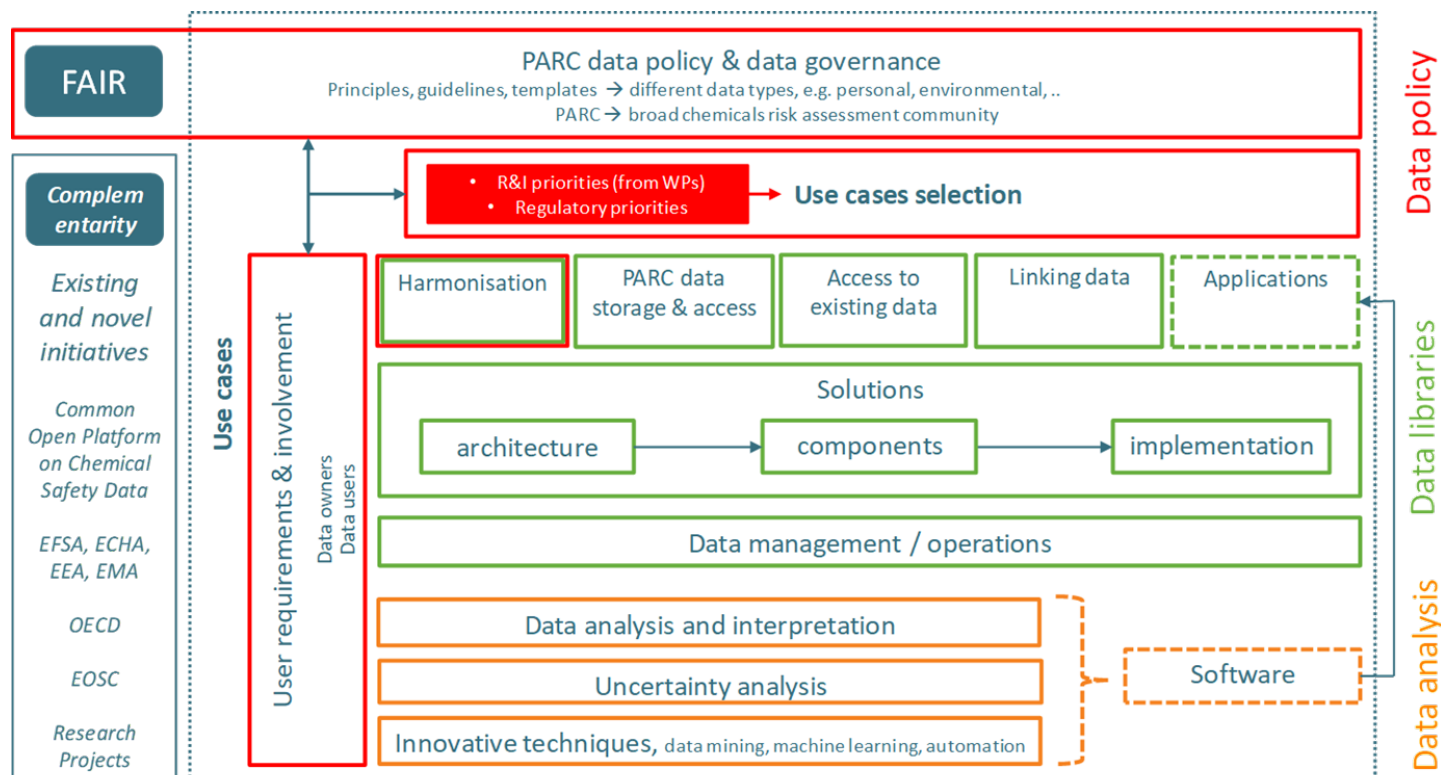 FAIR
PARC data policy & data governance
Principles, guidelines, templates → different data types, e.g. personal, environmental, ..
PARC → broad chemicals risk assessment community
Data policy
Complem
entarity
Existing
and novel
initiatives
Common
Open Platform
on Chemical
Safety Data
EFSA, ECHA,
EEA, EMA
OECD
EOSC
Research
Projects
• R&I priorities (from WPs)
• Regulatory priorities
Use cases selection
Use cases
User requirements & involvement
Data owners
Data users
Harmonisation
PARC data
storage & access
Access to
existing data
Linking data
Applications
Solutions
architecture
components
implementation
Data management / operations
Data libraries
Data analysis and interpretation
Uncertainty analysis
Innovative techniques, data mining, machine learning, automation
Software
Data analysis